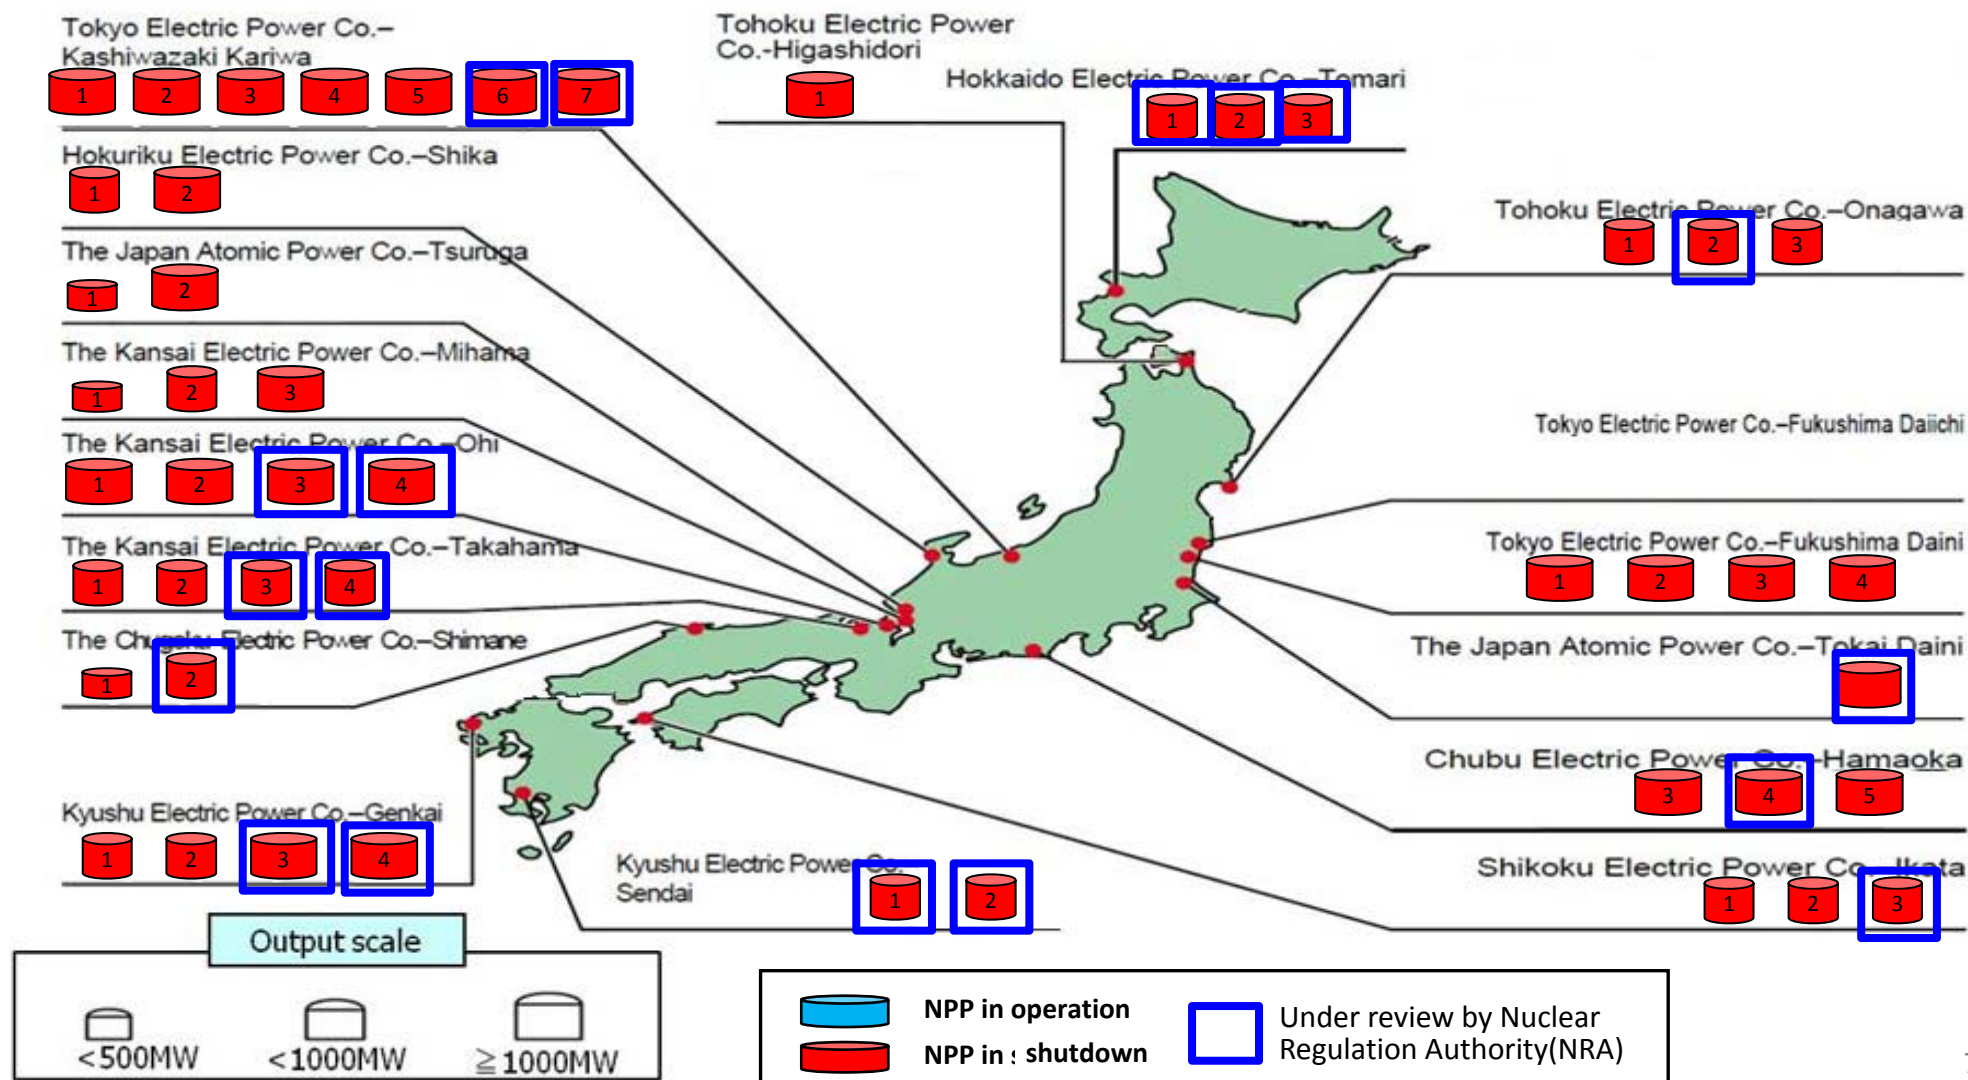 Tokyo Electric Power Co.–
Kashiwazaki Kariwa
1 2 3 4 5 6 7
Hokuriku Electric Power Co.–Shika
1 2
The Japan Atomic Power Co.–Tsuruga
1 2
The Kansai Electric Power Co.–Mihama
1 2 3
The Kansai Electric Power Co.–Ohi
1 2 3 4
The Kansai Electric Power Co.–Takahama
1 2 3 4
The Chugoku Electric Power Co.–Shimane
1 2
Kyushu Electric Power Co.–Genkai
1 2 3 4
Tohoku Electric Power
Co.-Higashidori
1
Hokkaido Electric Power Co.–Tomari
1 2 3
Tohoku Electric Power Co.–Onagawa
1 2 3
Tokyo Electric Power Co.–Fukushima Daiichi
Tokyo Electric Power Co.–Fukushima Daini
1 2 3 4
The Japan Atomic Power Co.–Tokai Daini
Chubu Electric Power Co.–Hamaoka
3 4 5
Shikoku Electric Power Co.–Ikata
1 2 3
Kyushu Electric Power Co.
Sendai
1 2
Output scale
<500MW <1000MW ≧1000MW
NPP in operation
NPP in shutdown
Under review by Nuclear
Regulation Authority(NRA)